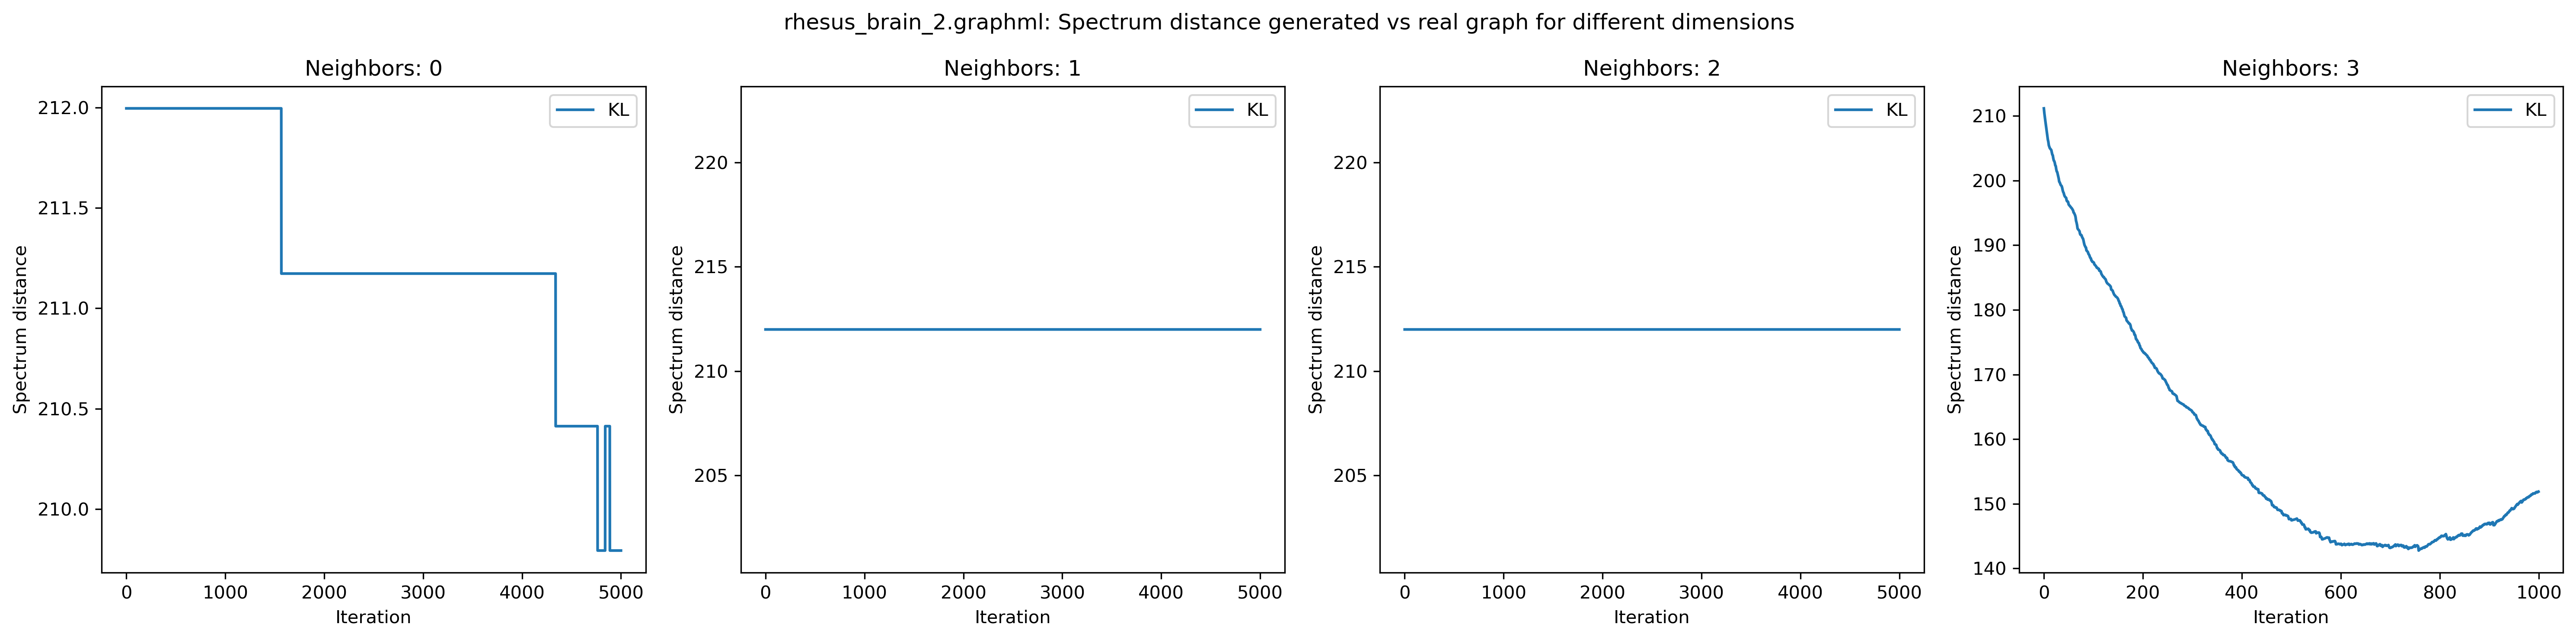 rhesus_brain_2.graphml: Spectrum distance generated vs real graph for different dimensions
Neighbors: 0
212.0
211.5
211.0
210.5
210.0
Spectrum distance
KL
0 1000 2000 3000 4000 5000
Iteration
Neighbors: 1
220
215
210
205
Spectrum distance
KL
0 1000 2000 3000 4000 5000
Iteration
Neighbors: 2
220
215
210
205
Spectrum distance
KL
0 1000 2000 3000 4000 5000
Iteration
Neighbors: 3
210
200
190
180
170
160
150
140
Spectrum distance
KL
0 200 400 600 800 1000
Iteration